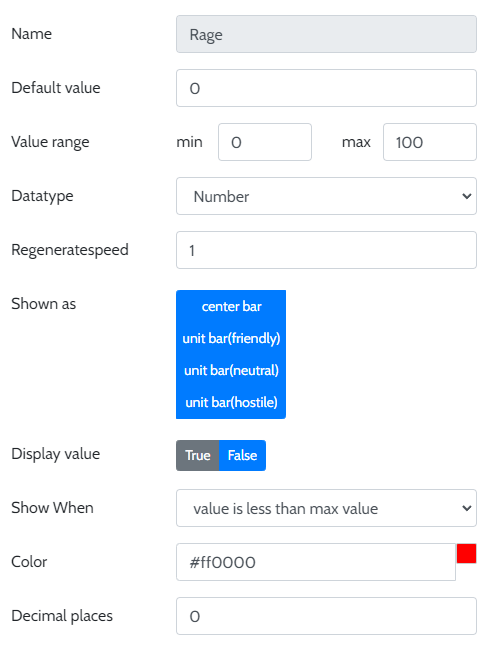 Name Rage
Default value 0
Value range min 0 max 100
Datatype Number
Regeneratespeed 1
Shown as center bar
unit bar(friendly)
unit bar(neutral)
unit bar(hostile)
Display value True False
Show When value is less than max value
Color #ff0000
Decimal places 0